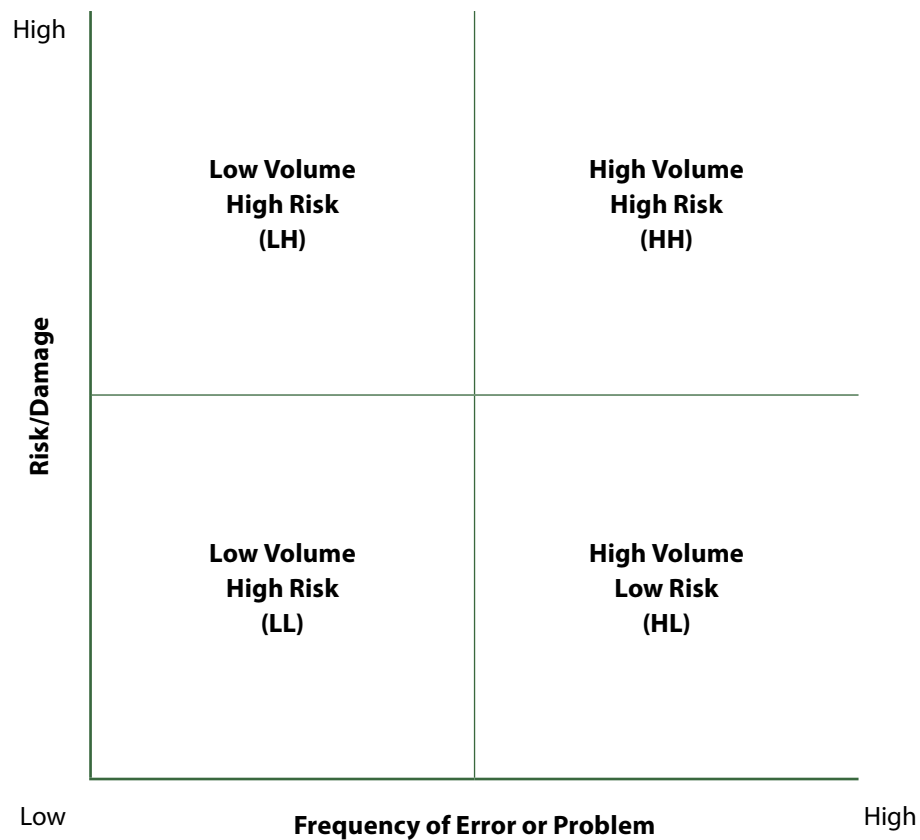 High
Low Volume
High Risk
(LH)
High Volume
High Risk
(HH)
Risk/Damage
Low Volume
High Risk
(LL)
High Volume
Low Risk
(HL)
Low
Frequency of Error or Problem
High